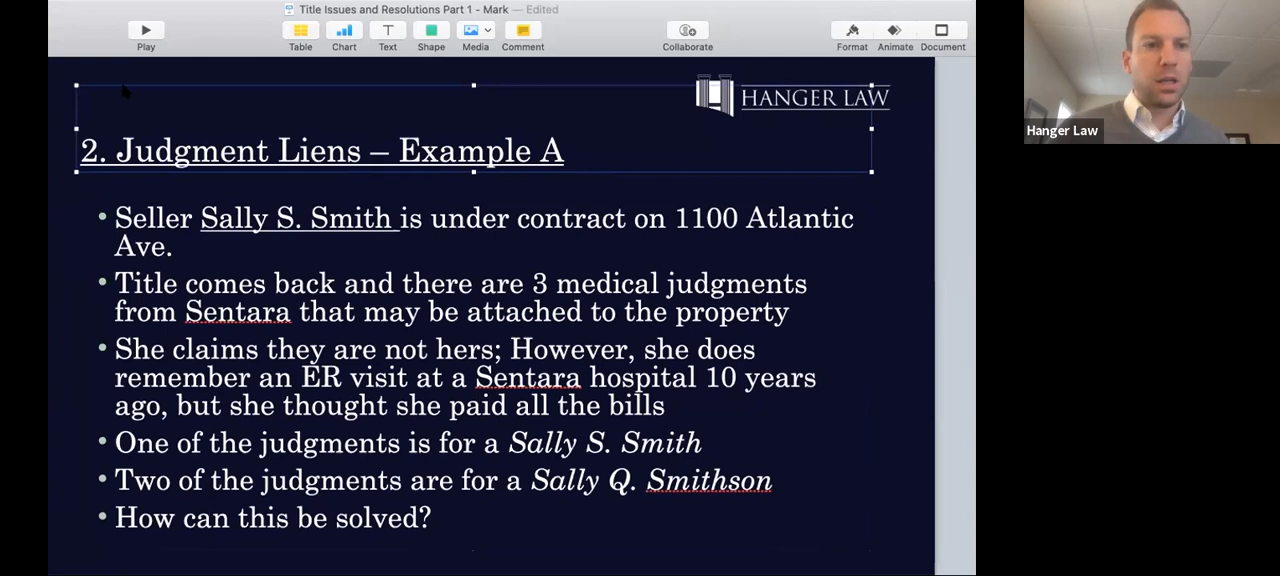 Title Issues and Resolutions Part 1 - Mark — Edited
Play
Table
Chart
Text
Shape
Media
Comment
Collaborate
Format
Animate
Document
HANGER LAW
2. Judgment Liens – Example A
• Seller Sally S. Smith is under contract on 1100 Atlantic
Ave.
• Title comes back and there are 3 medical judgments
from Sentara that may be attached to the property
• She claims they are not hers; However, she does
remember an ER visit at a Sentara hospital 10 years
ago, but she thought she paid all the bills
• One of the judgments is for a Sally S. Smith
• Two of the judgments are for a Sally Q. Smithson
• How can this be solved?
Hanger Law